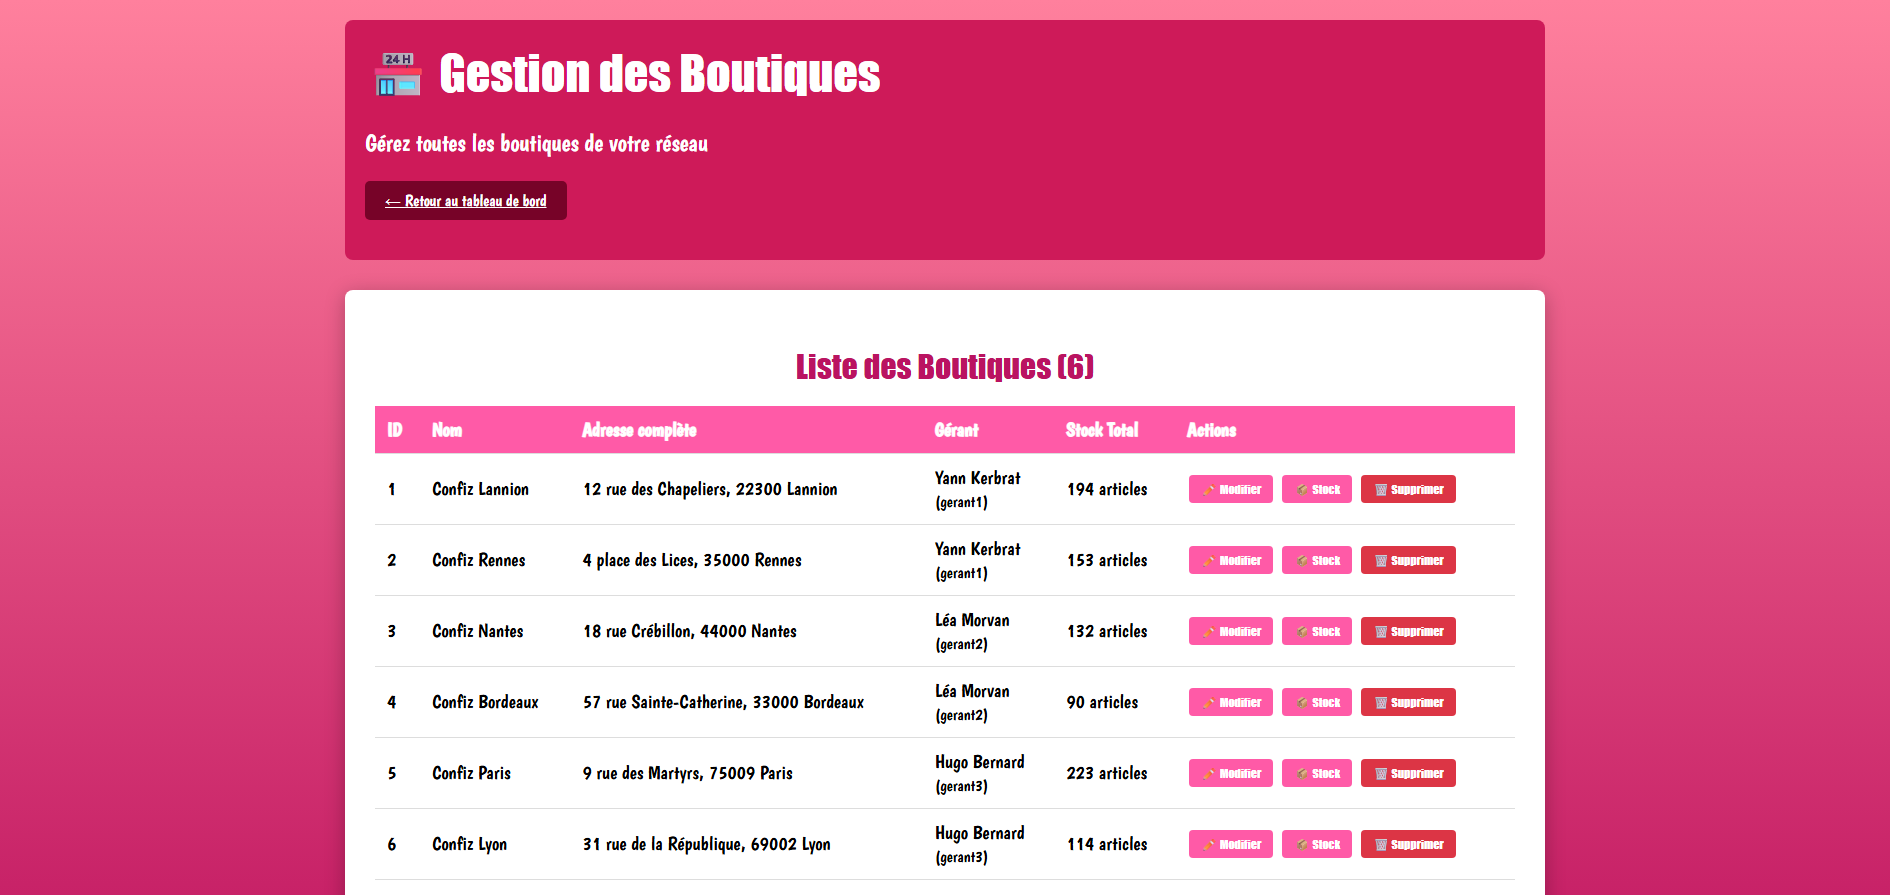 24 H
Gestion des Boutiques
Gérez toutes les boutiques de votre réseau
← Retour au tableau de bord
Liste des Boutiques (6)
ID Nom Adresse complète Gérant Stock Total Actions
1 Confiz Lannion 12 rue des Chapeliers, 22300 Lannion Yann Kerbrat (gerant1) 194 articles Modifier Stock Supprimer
2 Confiz Rennes 4 place des Lices, 35000 Rennes Yann Kerbrat (gerant1) 153 articles Modifier Stock Supprimer
3 Confiz Nantes 18 rue Crébillon, 44000 Nantes Léa Morvan (gerant2) 132 articles Modifier Stock Supprimer
4 Confiz Bordeaux 57 rue Sainte-Catherine, 33000 Bordeaux Léa Morvan (gerant2) 90 articles Modifier Stock Supprimer
5 Confiz Paris 9 rue des Martyrs, 75009 Paris Hugo Bernard (gerant3) 223 articles Modifier Stock Supprimer
6 Confiz Lyon 31 rue de la République, 69002 Lyon Hugo Bernard (gerant3) 114 articles Modifier Stock Supprimer